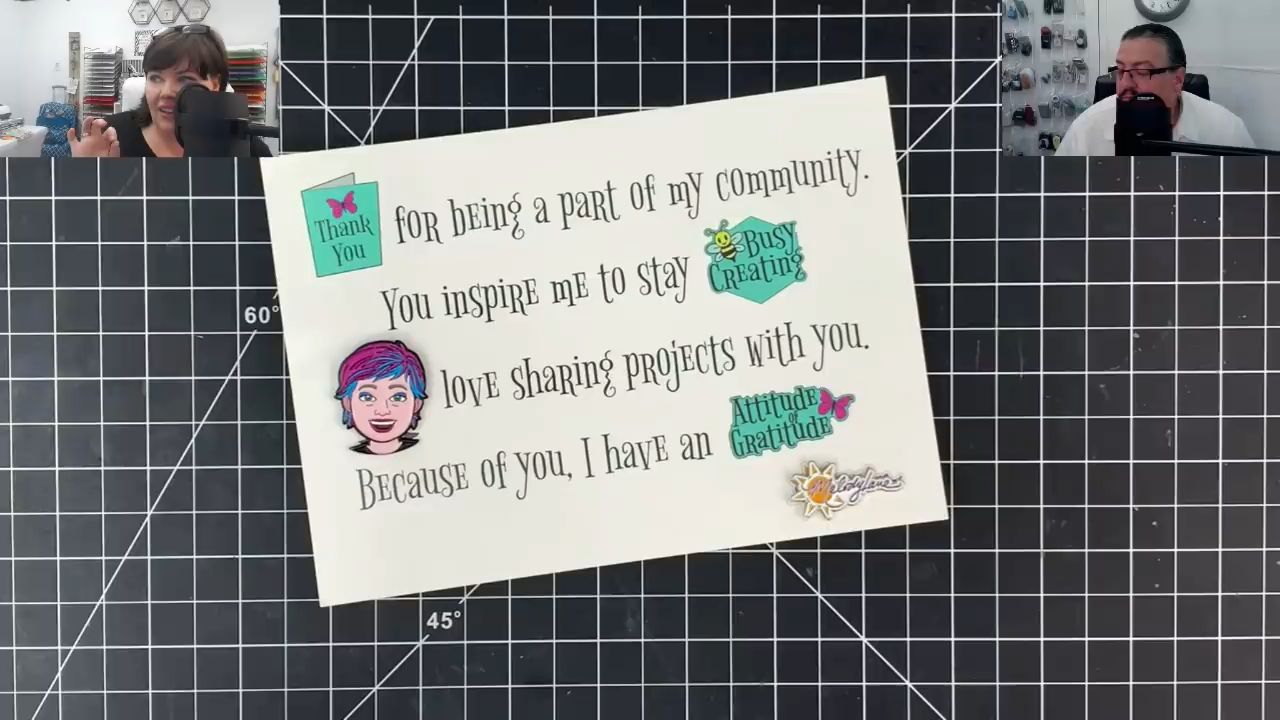 Thank
You
for being a part of my community.
You inspire me to stay
Busy
Creating
love sharing projects with you.
Because of you, I have an
Attitude
of
Gratitude
MelodyLane
60°
45°